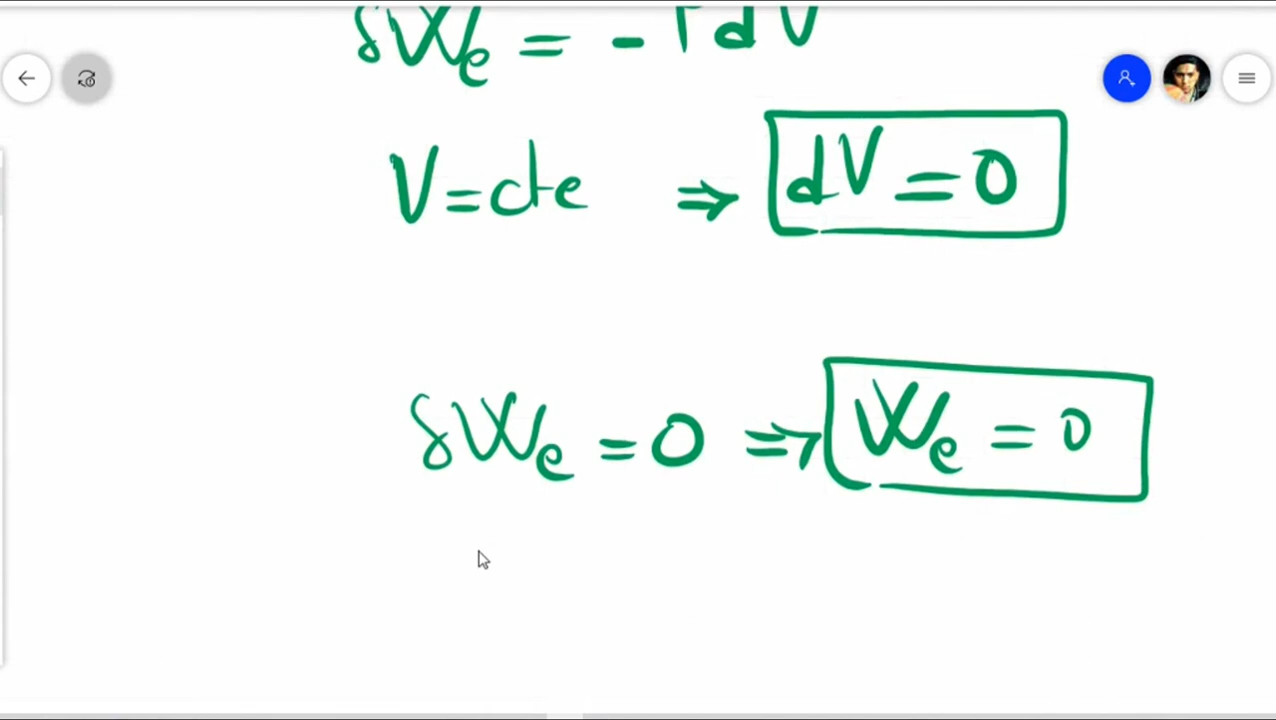 δWe = - PdV
V=cte ⇒ dV = 0
δWe = 0 ⇒ We = 0